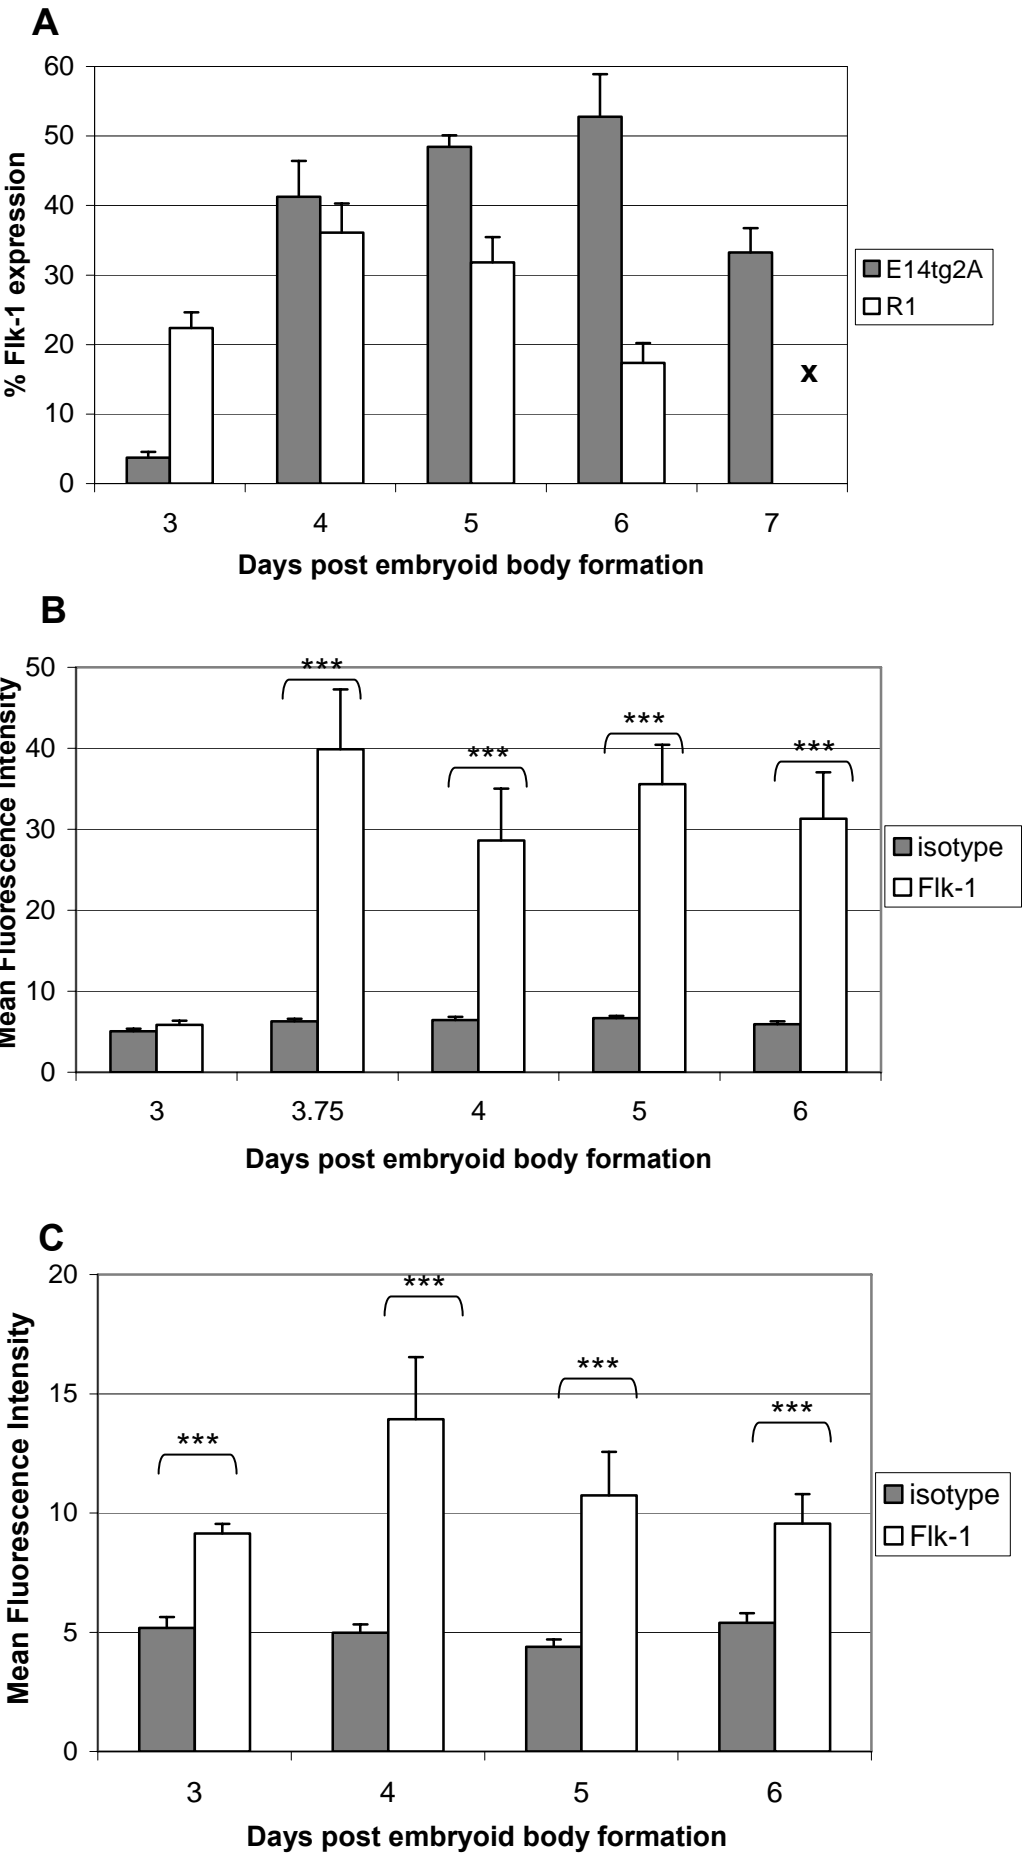 A
60
50
40
30
20
10
0
% Flk-1 expression
x
3 4 5 6 7
Days post embryoid body formation
E14tg2A
R1
B
50
40
30
20
10
0
Mean Fluorescence Intensity
*** *** *** ***
3 3.75 4 5 6
Days post embryoid body formation
isotype
Flk-1
C
20
15
10
5
0
Mean Fluorescence Intensity
*** *** *** ***
3 4 5 6
Days post embryoid body formation
isotype
Flk-1